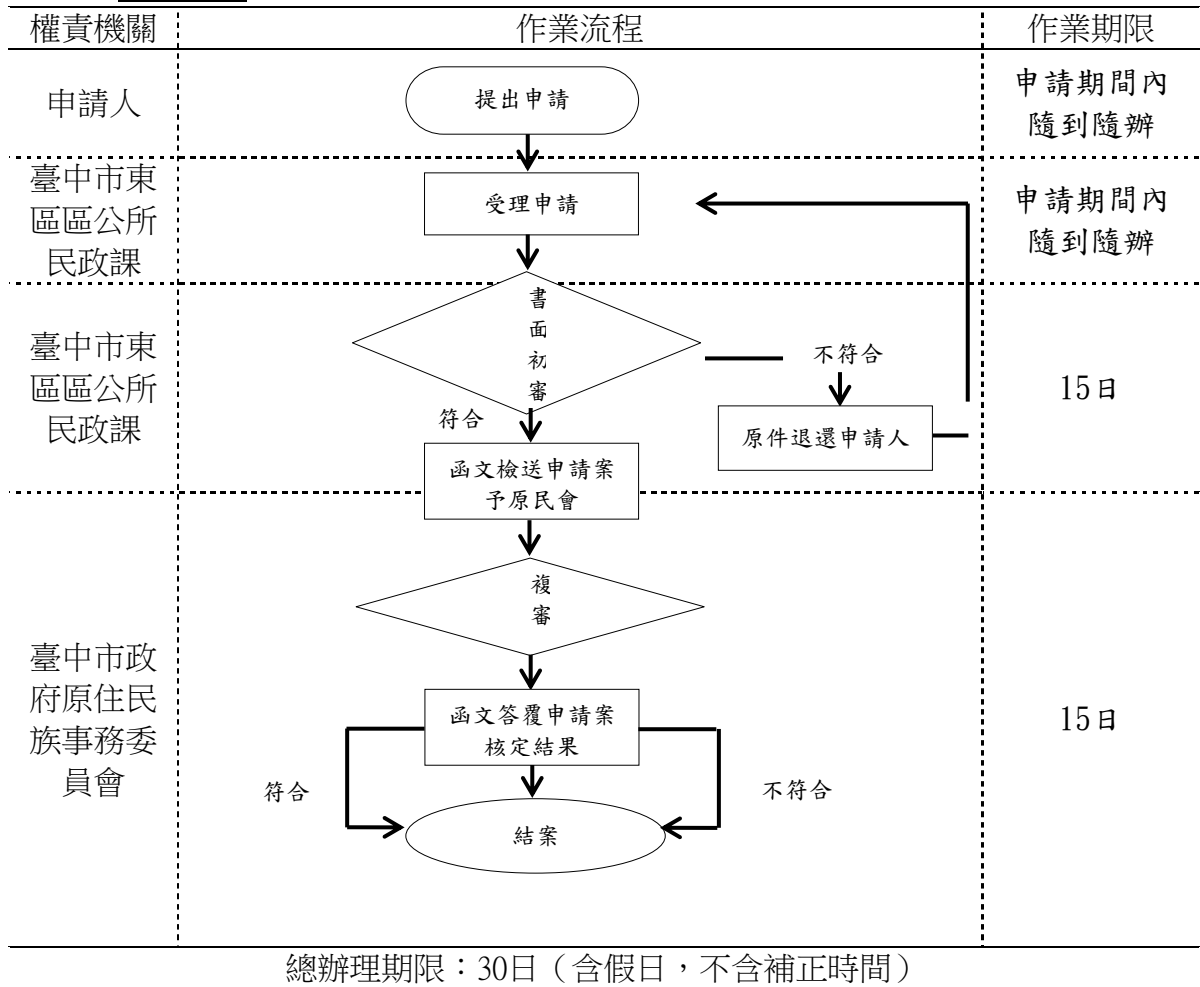 權責機關
作業流程
作業期限
申請人
提出申請
申請期間內
隨到隨辦
臺中市東
區區公所
民政課
受理申請
申請期間內
隨到隨辦
臺中市東
區區公所
民政課
書
面
初
審
不符合
15日
符合
原件退還申請人
函文檢送申請案
予原民會
臺中市政
府原住民
族事務委
員會
複
審
15日
函文答覆申請案
核定結果
符合
不符合
結案
總辦理期限：30日（含假日，不含補正時間）